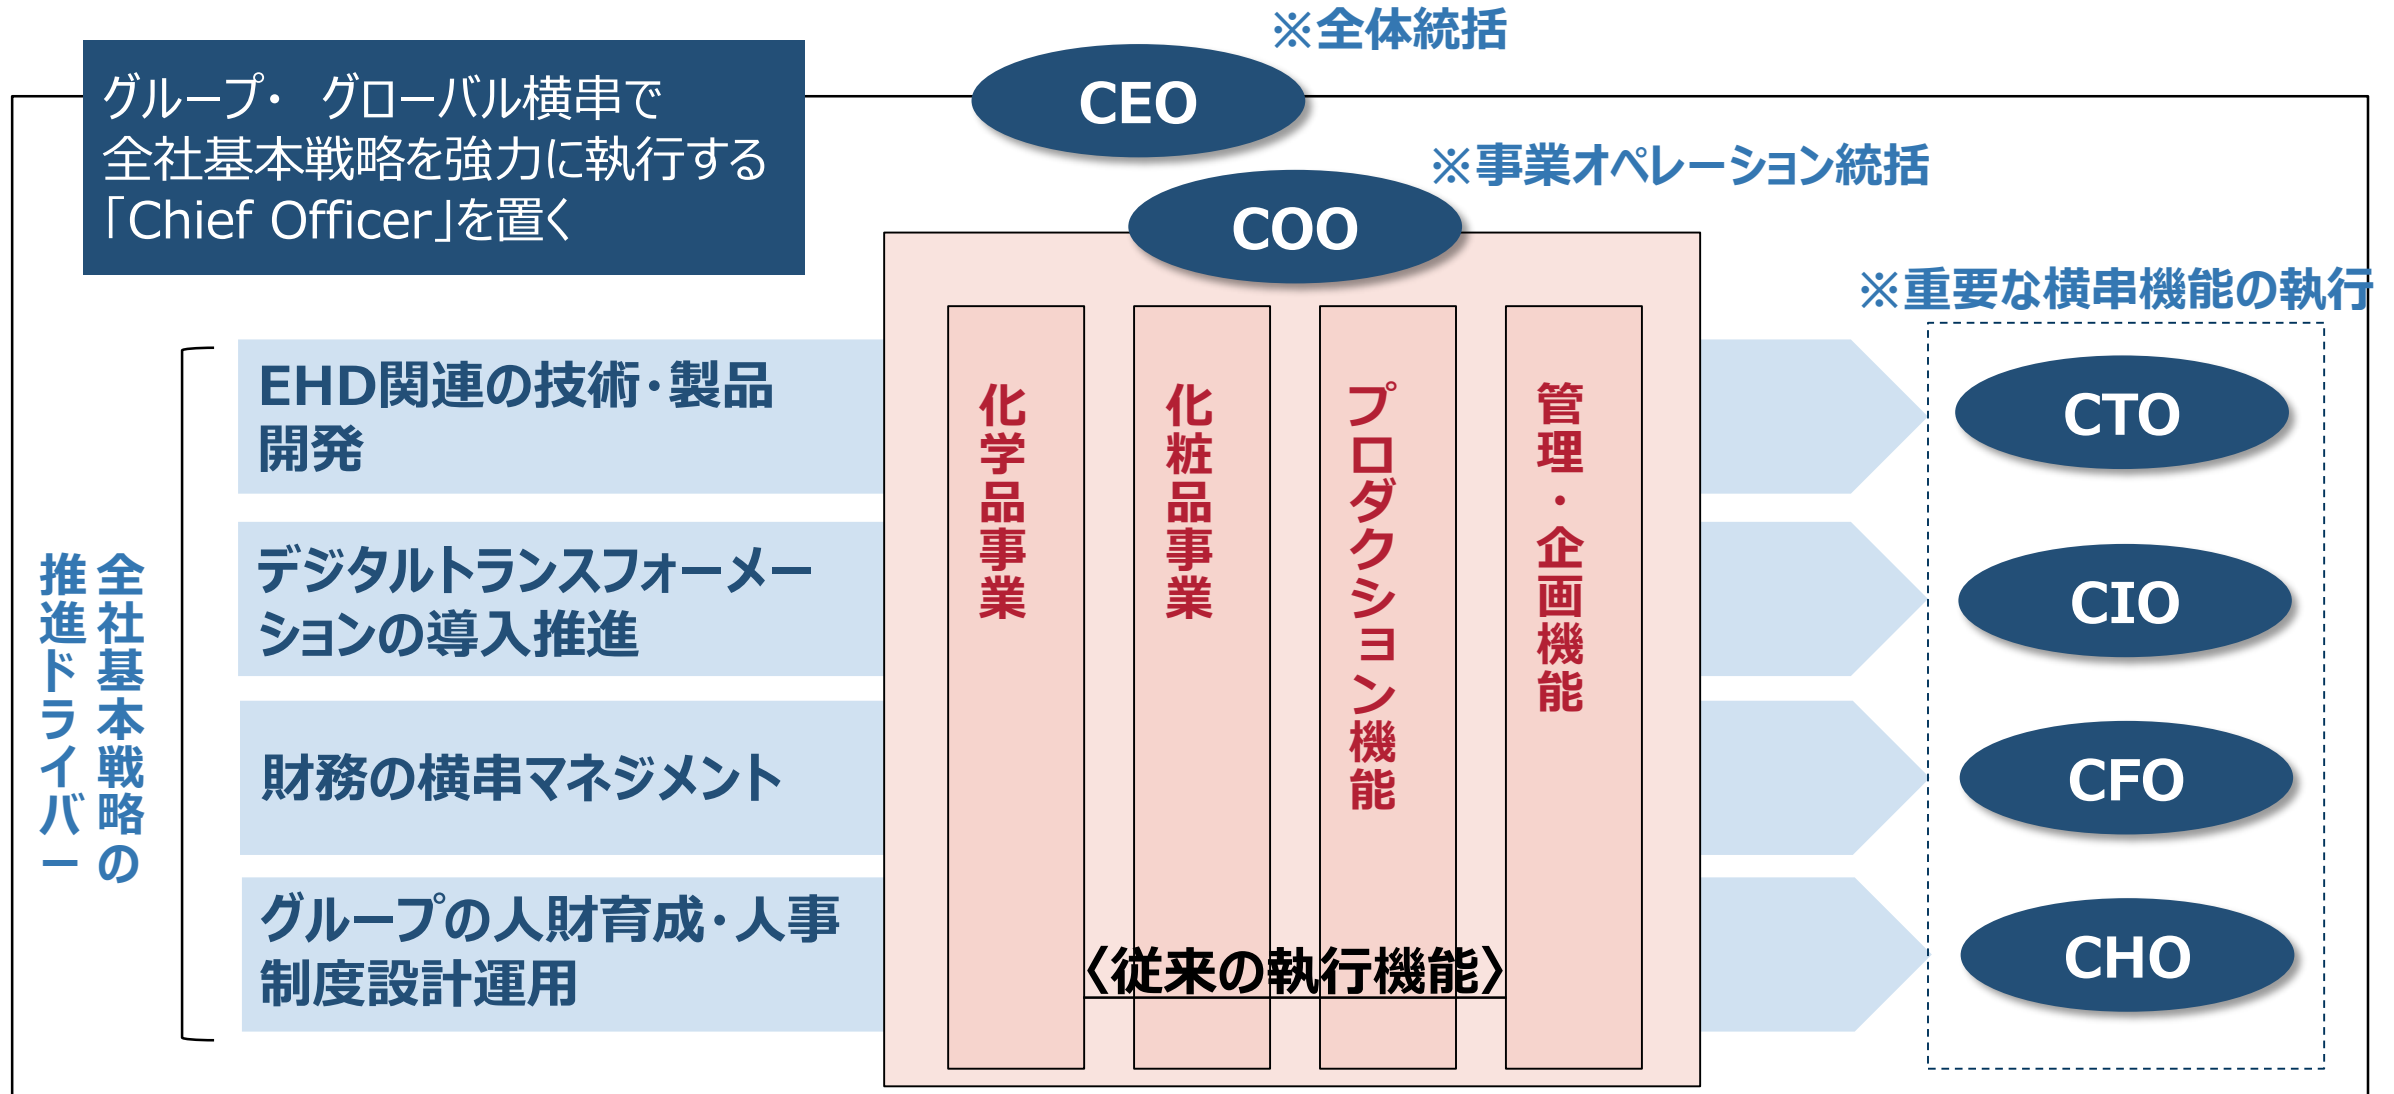 ※全体統括
CEO
グループ・ グローバル横串で
全社基本戦略を強力に執行する
「Chief Officer」を置く
※事業オペレーション統括
COO
※重要な横串機能の執行
全社基本戦略の
推進ドライバー
EHD関連の技術・製品
開発
デジタルトランスフォーメー
ションの導入推進
財務の横串マネジメント
グループの人財育成・人事
制度設計運用
化学品事業
化粧品事業
プロダクション機能
管理・企画機能
〈従来の執行機能〉
CTO
CIO
CFO
CHO